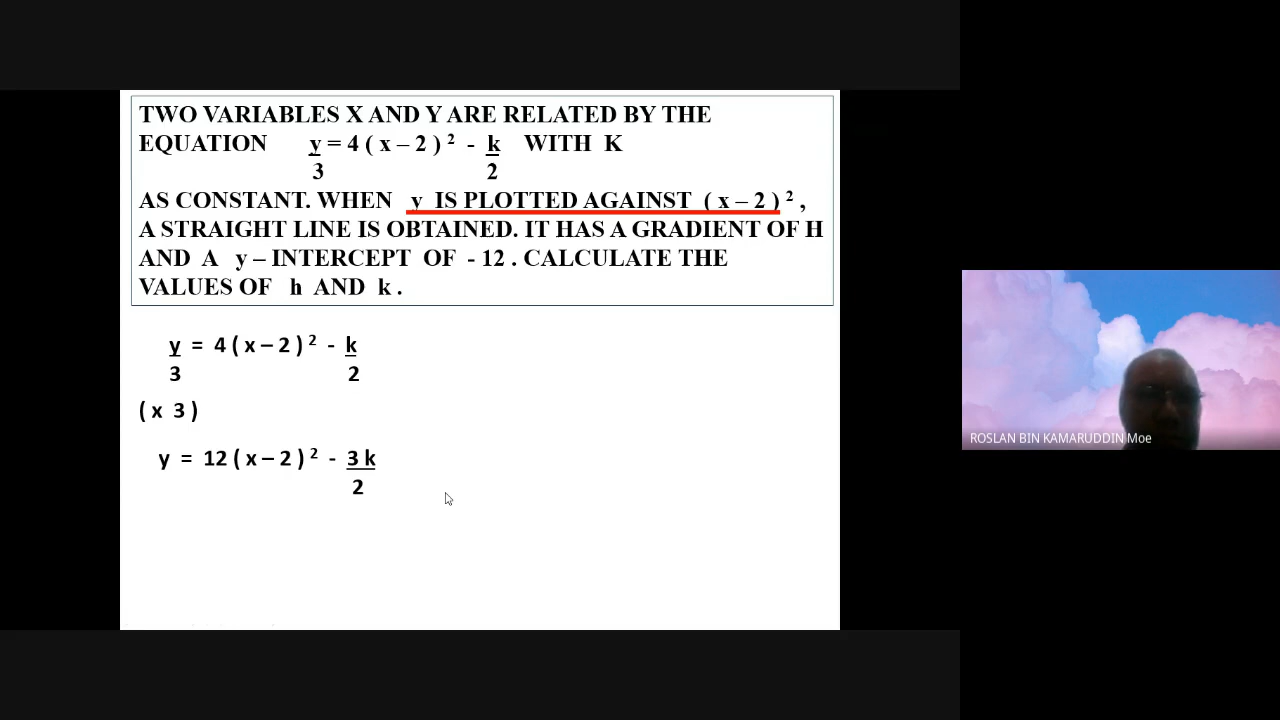 TWO VARIABLES X AND Y ARE RELATED BY THE
EQUATION y = 4 ( x – 2 ) ² - k WITH K
3 2
AS CONSTANT. WHEN y IS PLOTTED AGAINST ( x – 2 ) ² ,
A STRAIGHT LINE IS OBTAINED. IT HAS A GRADIENT OF H
AND A y – INTERCEPT OF - 12 . CALCULATE THE
VALUES OF h AND k .
y = 4 ( x – 2 ) ² - k
3 2
( x 3 )
y = 12 ( x – 2 ) ² - 3 k
2
ROSLAN BIN KAMARUDDIN Moe